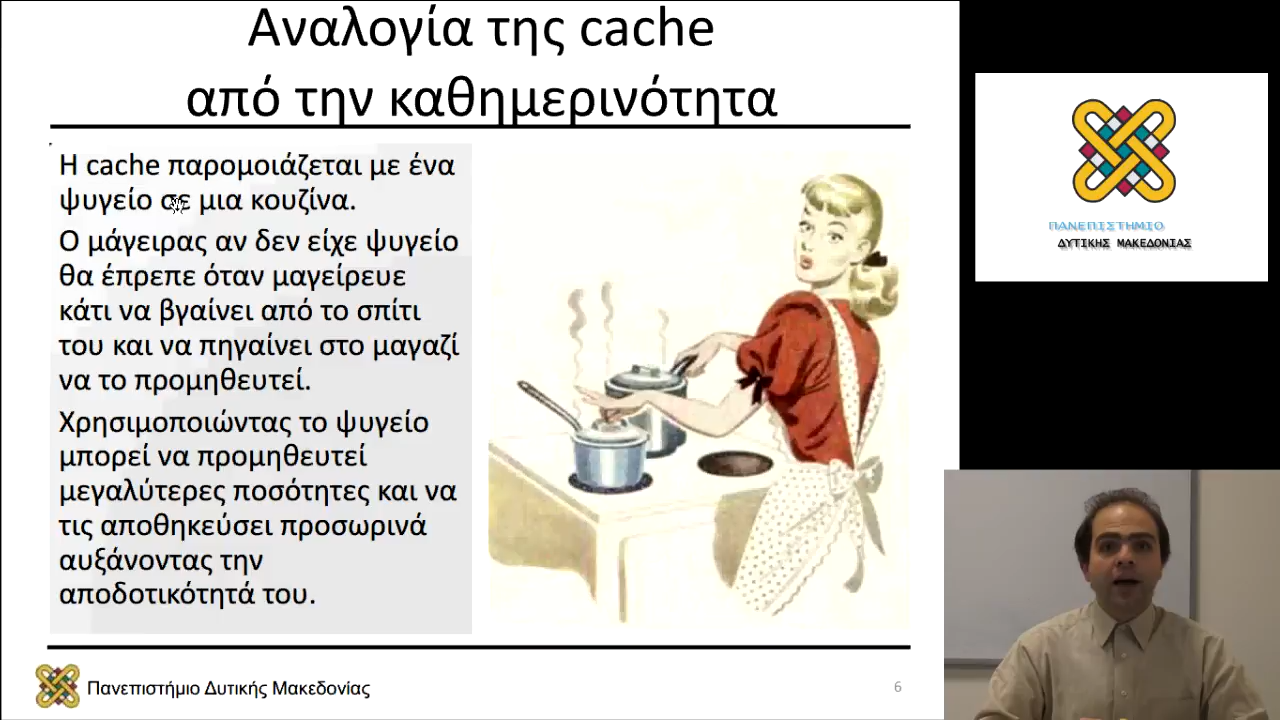 Αναλογία της cache
από την καθημερινότητα
Η cache παρομοιάζεται με ένα
ψυγείο σε μια κουζίνα.
Ο μάγειρας αν δεν είχε ψυγείο
θα έπρεπε όταν μαγείρευε
κάτι να βγαίνει από το σπίτι
του και να πηγαίνει στο μαγαζί
να το προμηθευτεί.
Χρησιμοποιώντας το ψυγείο
μπορεί να προμηθευτεί
μεγαλύτερες ποσότητες και να
τις αποθηκεύσει προσωρινά
αυξάνοντας την
αποδοτικότητά του.
Πανεπιστήμιο Δυτικής Μακεδονίας
6
ΠΑΝΕΠΙΣΤΗΜΙΟ
ΔΥΤΙΚΗΣ ΜΑΚΕΔΟΝΙΑΣ